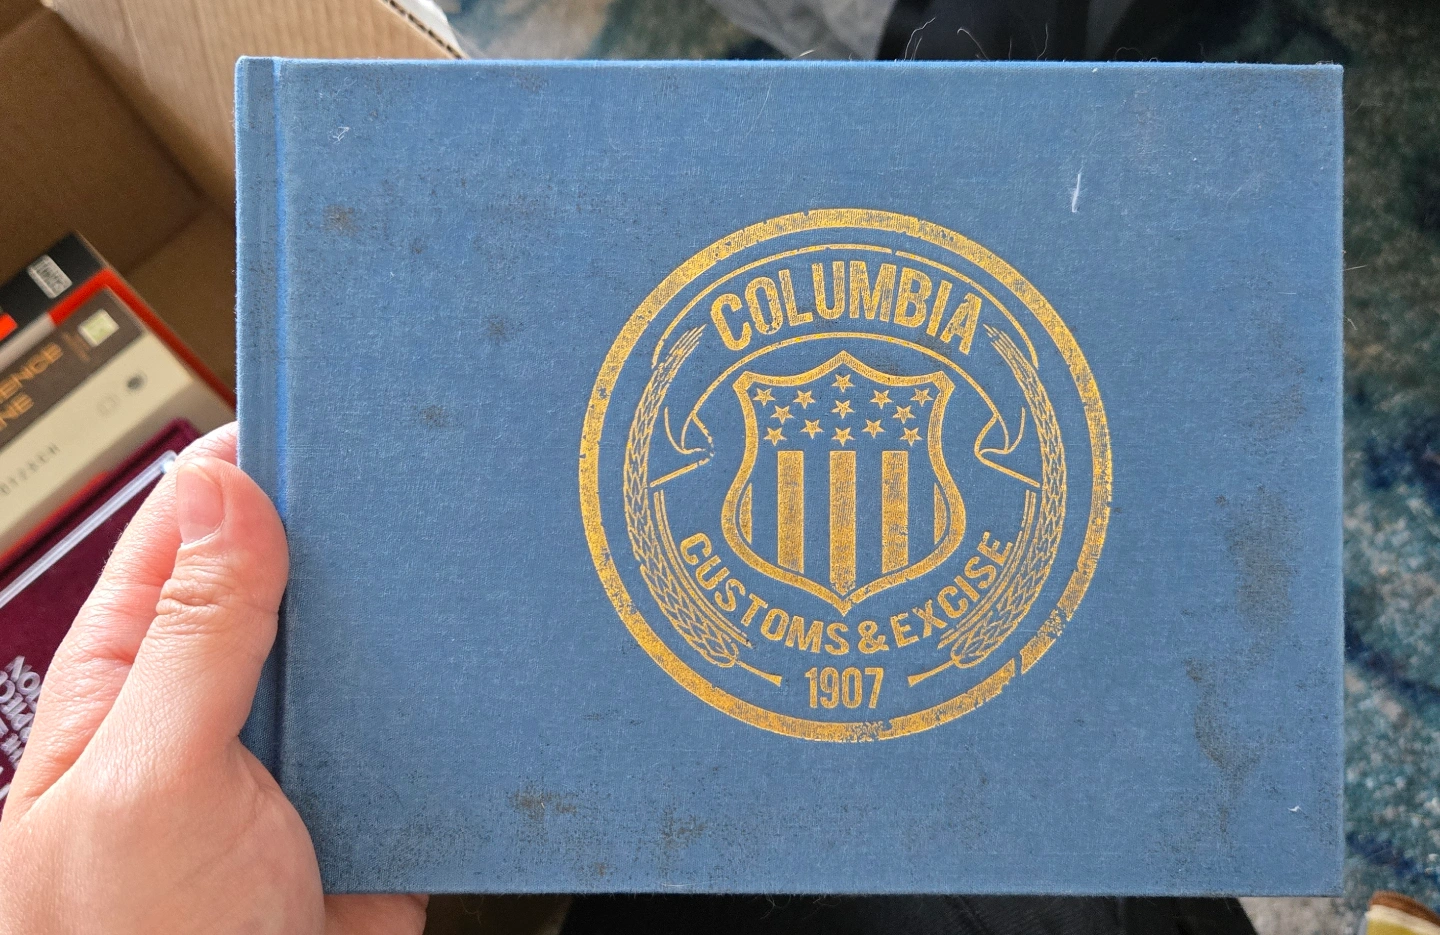 COLUMBIA
CUSTOMS & EXCISE
1907